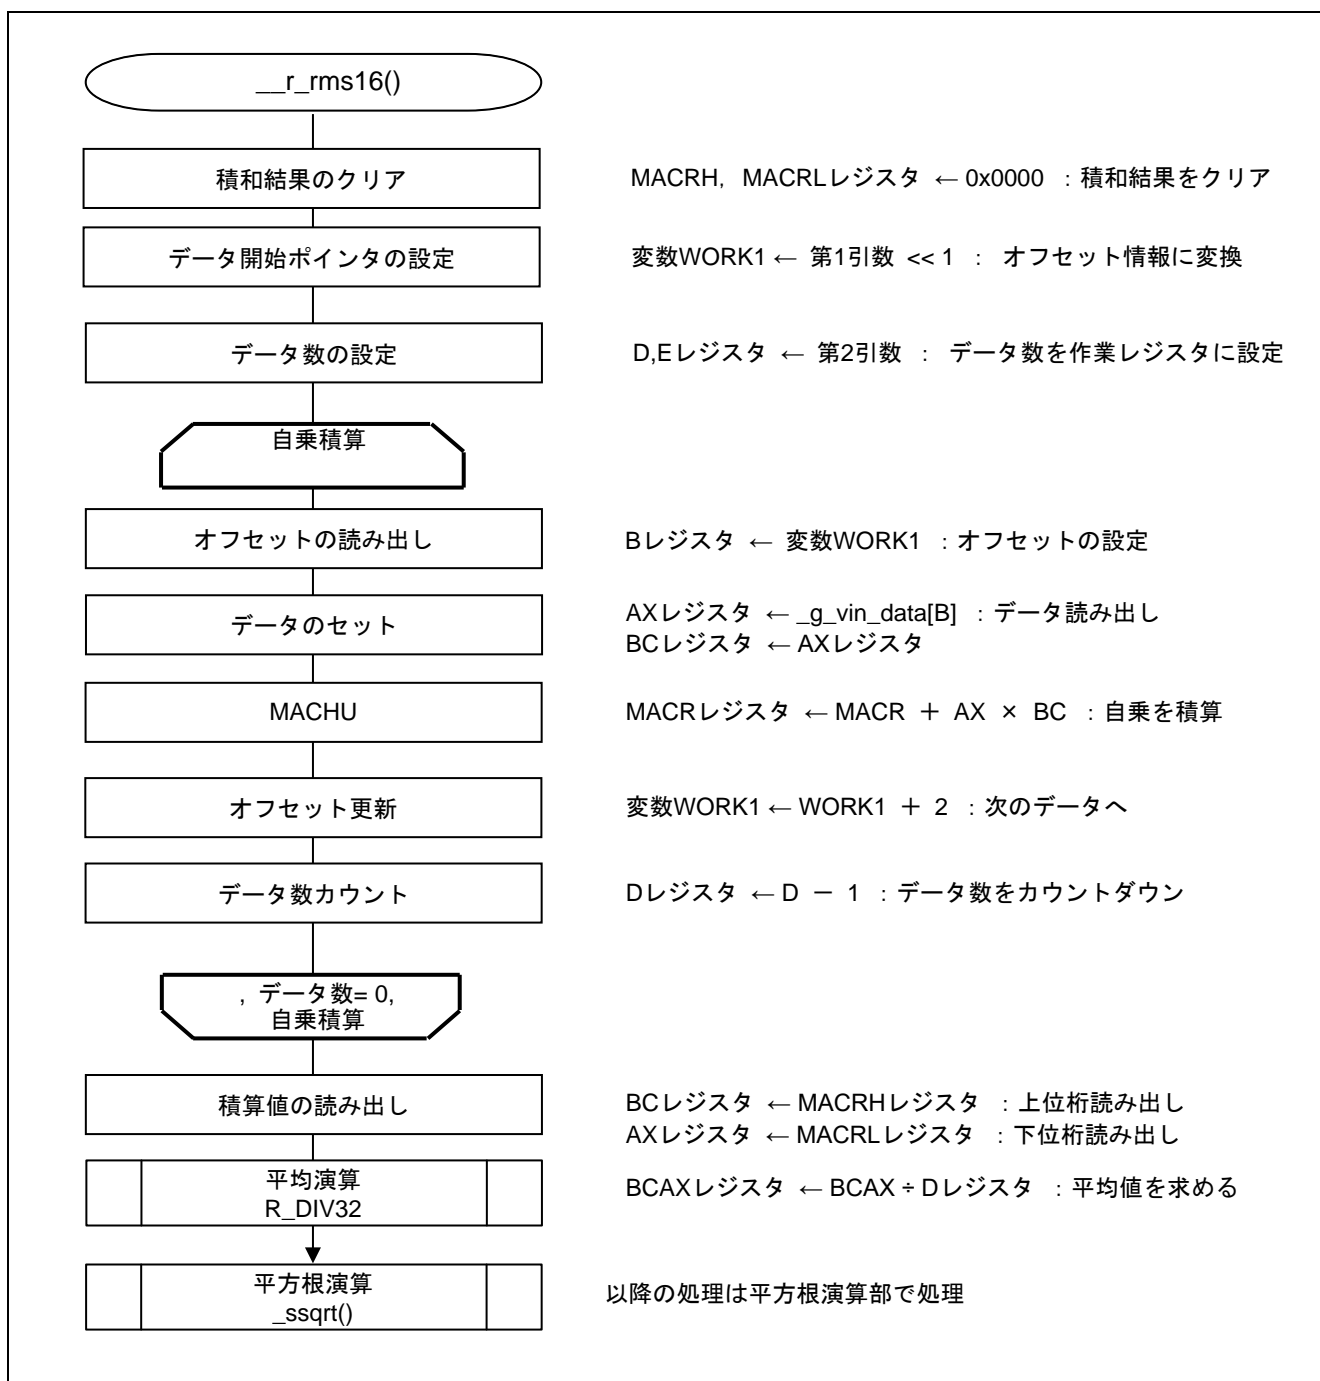 __r_rms16()
積和結果のクリア
MACRH, MACRLレジスタ ← 0x0000 :積和結果をクリア
データ開始ポインタの設定
変数WORK1 ← 第1引数 << 1 : オフセット情報に変換
データ数の設定
D,Eレジスタ ← 第2引数 : データ数を作業レジスタに設定
自乗積算
オフセットの読み出し
Bレジスタ ← 変数WORK1 :オフセットの設定
データのセット
AXレジスタ ← _g_vin_data[B] :データ読み出し
BCレジスタ ← AXレジスタ
MACHU
MACRレジスタ ← MACR + AX × BC :自乗を積算
オフセット更新
変数WORK1 ← WORK1 + 2 :次のデータへ
データ数カウント
Dレジスタ ← D − 1 :データ数をカウントダウン
, データ数= 0,
自乗積算
積算値の読み出し
BCレジスタ ← MACRHレジスタ :上位桁読み出し
AXレジスタ ← MACRLレジスタ :下位桁読み出し
平均演算
R_DIV32
BCAXレジスタ ← BCAX ÷ Dレジスタ :平均値を求める
平方根演算
_ssqrt()
以降の処理は平方根演算部で処理